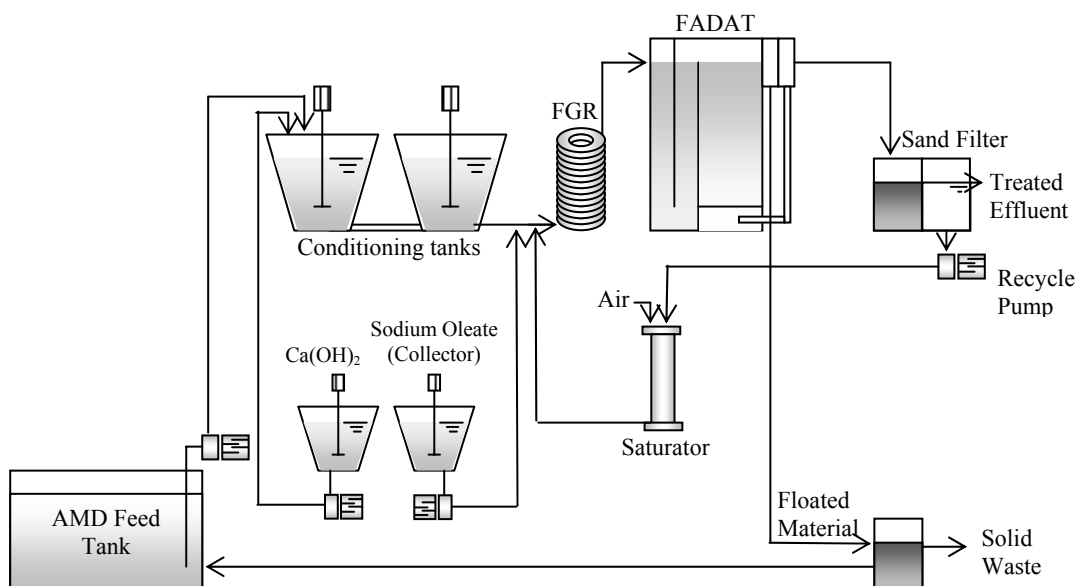 FADAT
FGR
Sand Filter
Treated
Effluent
Conditioning tanks
Recycle
Pump
Air
Sodium Oleate
(Collector)
Ca(OH)₂
Saturator
AMD Feed
Tank
Floated
Material
Solid
Waste